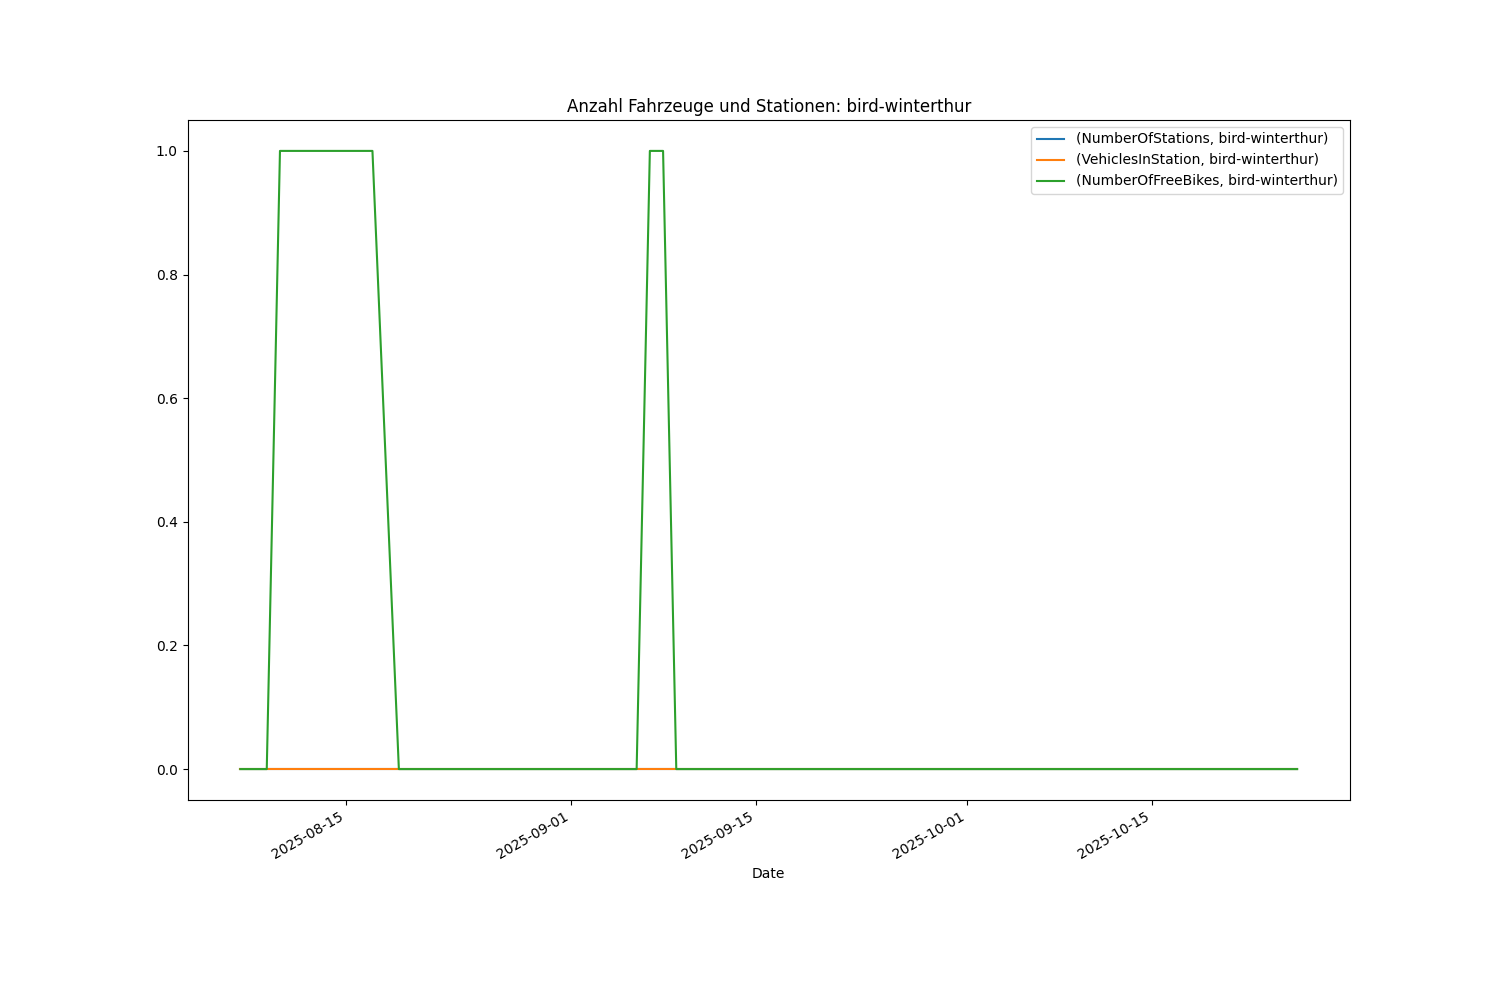 Anzahl Fahrzeuge und Stationen: bird-winterthur
(NumberOfStations, bird-winterthur)
(VehiclesInStation, bird-winterthur)
(NumberOfFreeBikes, bird-winterthur)
1.0
0.8
0.6
0.4
0.2
0.0
2025-08-15
2025-09-01
2025-09-15
2025-10-01
2025-10-15
Date